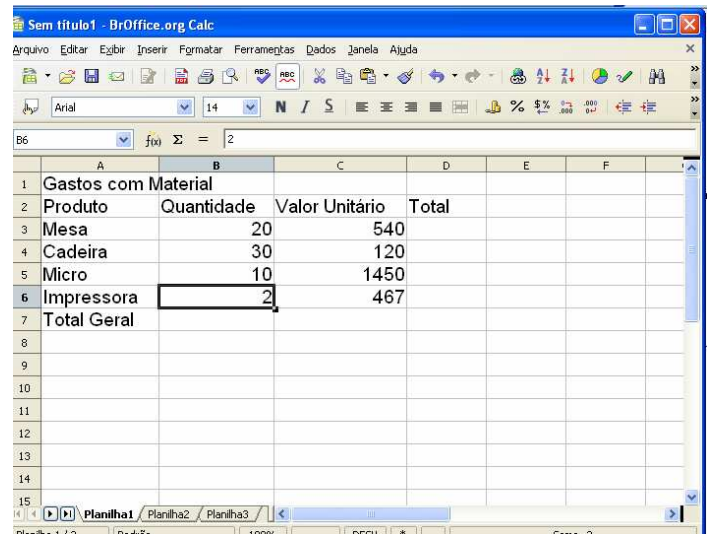 Sem título1 - BrOffice.org Calc
Arquivo Editar Exibir Inserir Formatar Ferramentas Dados Janela Ajuda
Arial 14 N I S
B6 f(x) Σ = 2
A B C D E F
1 Gastos com Material
2 Produto Quantidade Valor Unitário Total
3 Mesa 20 540
4 Cadeira 30 120
5 Micro 10 1450
6 Impressora 2 467
7 Total Geral
8
9
10
11
12
13
14
15
Planilha1 Planilha2 Planilha3